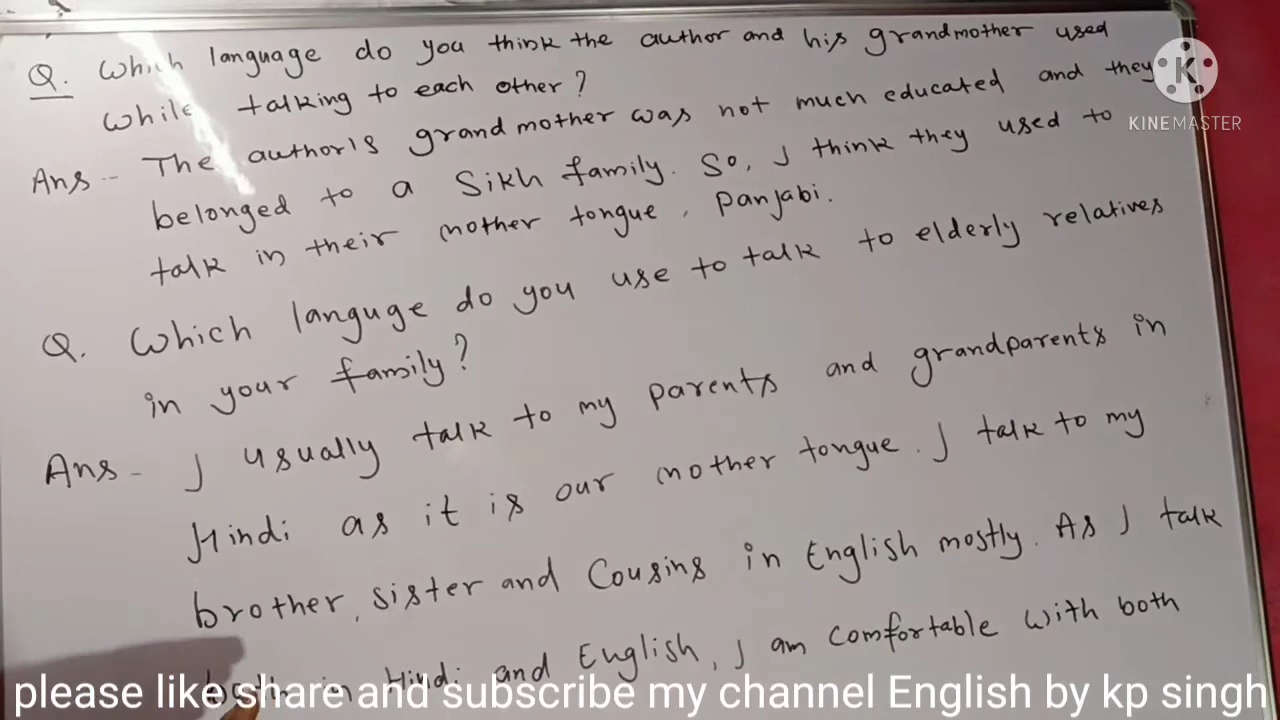 Q. Which language do you think the author and his grandmother used
while talking to each other?
Ans - The author's grandmother was not much educated and they
belonged to a Sikh family. So, I think they used to
talk in their mother tongue, Panjabi.
Q. Which languge do you use to talk to elderly relatives
in your family?
Ans - I usually talk to my parents and grandparents in
Hindi as it is our mother tongue. I talk to my
brother, sister and Cousins in English mostly. As I talk
both in Hindi and English, I am comfortable with both
K
KINEMASTER
please like share and subscribe my channel English by kp singh